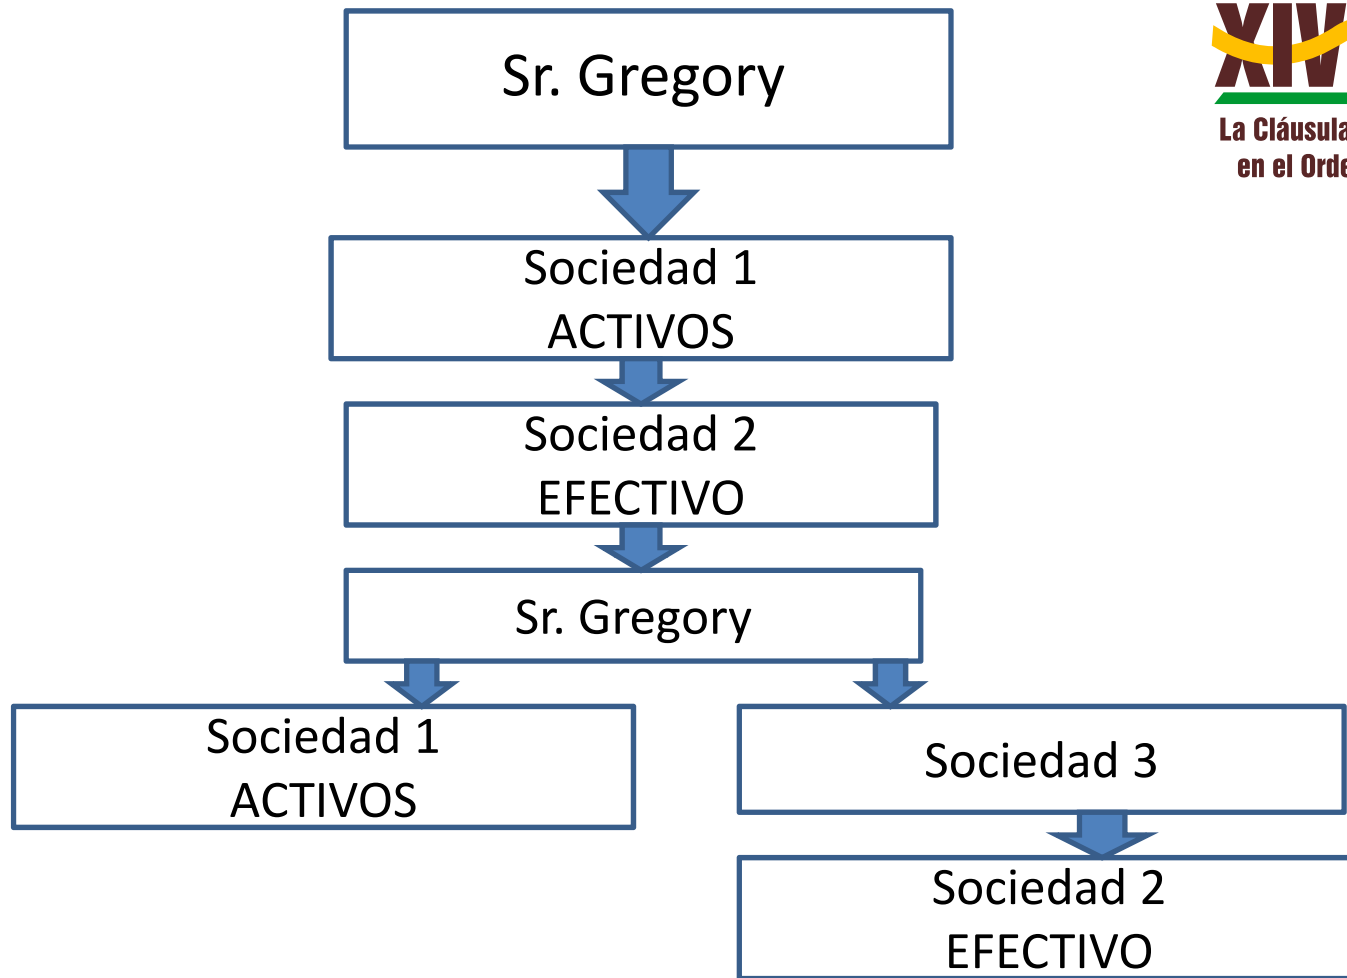 Sr. Gregory
XIV
La Cláusula
en el Orde
Sociedad 1
ACTIVOS
Sociedad 2
EFECTIVO
Sr. Gregory
Sociedad 1
ACTIVOS
Sociedad 3
Sociedad 2
EFECTIVO